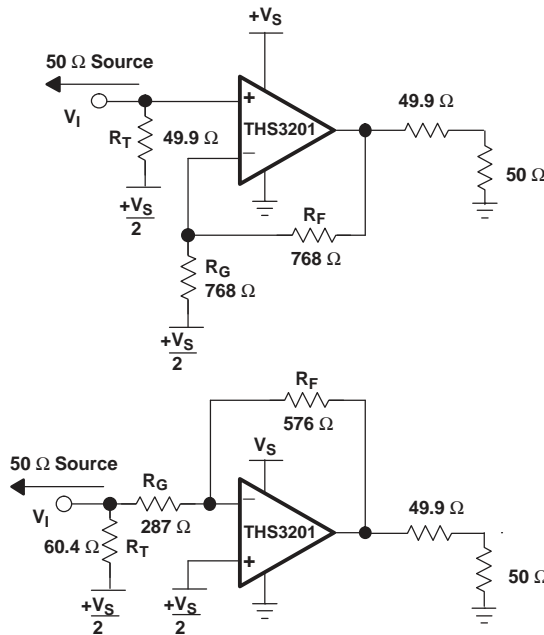 +VS
50 Ω Source
VI
+
THS3201
−
RT
49.9 Ω
49.9 Ω
50 Ω
+VS
2
RF
768 Ω
RG
768 Ω
+VS
2
RF
576 Ω
VS
50 Ω Source
RG
287 Ω
VI
−
THS3201
+
60.4 Ω
RT
49.9 Ω
50 Ω
+VS
2
+VS
2